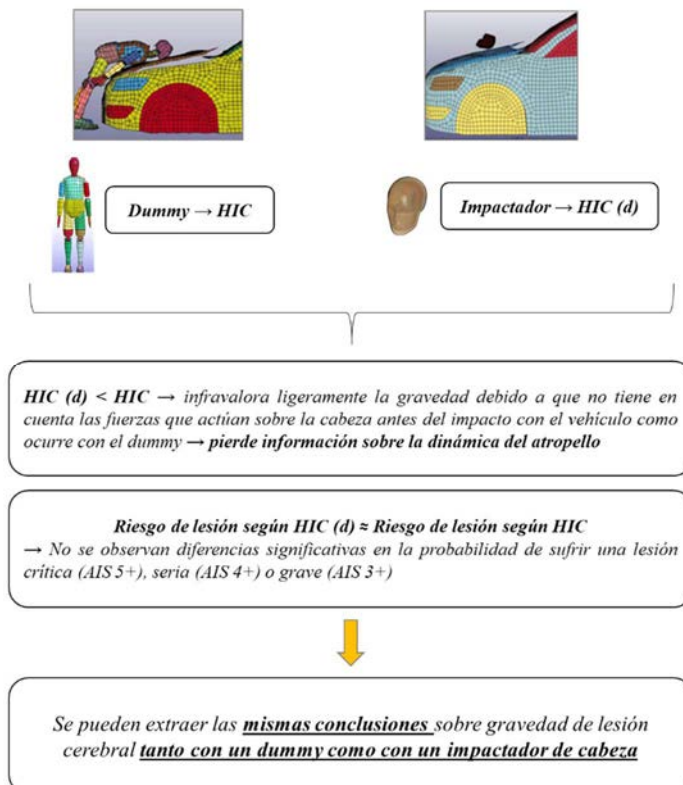 Dummy → HIC
Impactador → HIC (d)
HIC (d) < HIC → infravalora ligeramente la gravedad debido a que no tiene en
cuenta las fuerzas que actúan sobre la cabeza antes del impacto con el vehículo como
ocurre con el dummy → pierde información sobre la dinámica del atropello
Riesgo de lesión según HIC (d) ≈ Riesgo de lesión según HIC
→ No se observan diferencias significativas en la probabilidad de sufrir una lesión
crítica (AIS 5+), seria (AIS 4+) o grave (AIS 3+)
Se pueden extraer las mismas conclusiones sobre gravedad de lesión
cerebral tanto con un dummy como con un impactador de cabeza